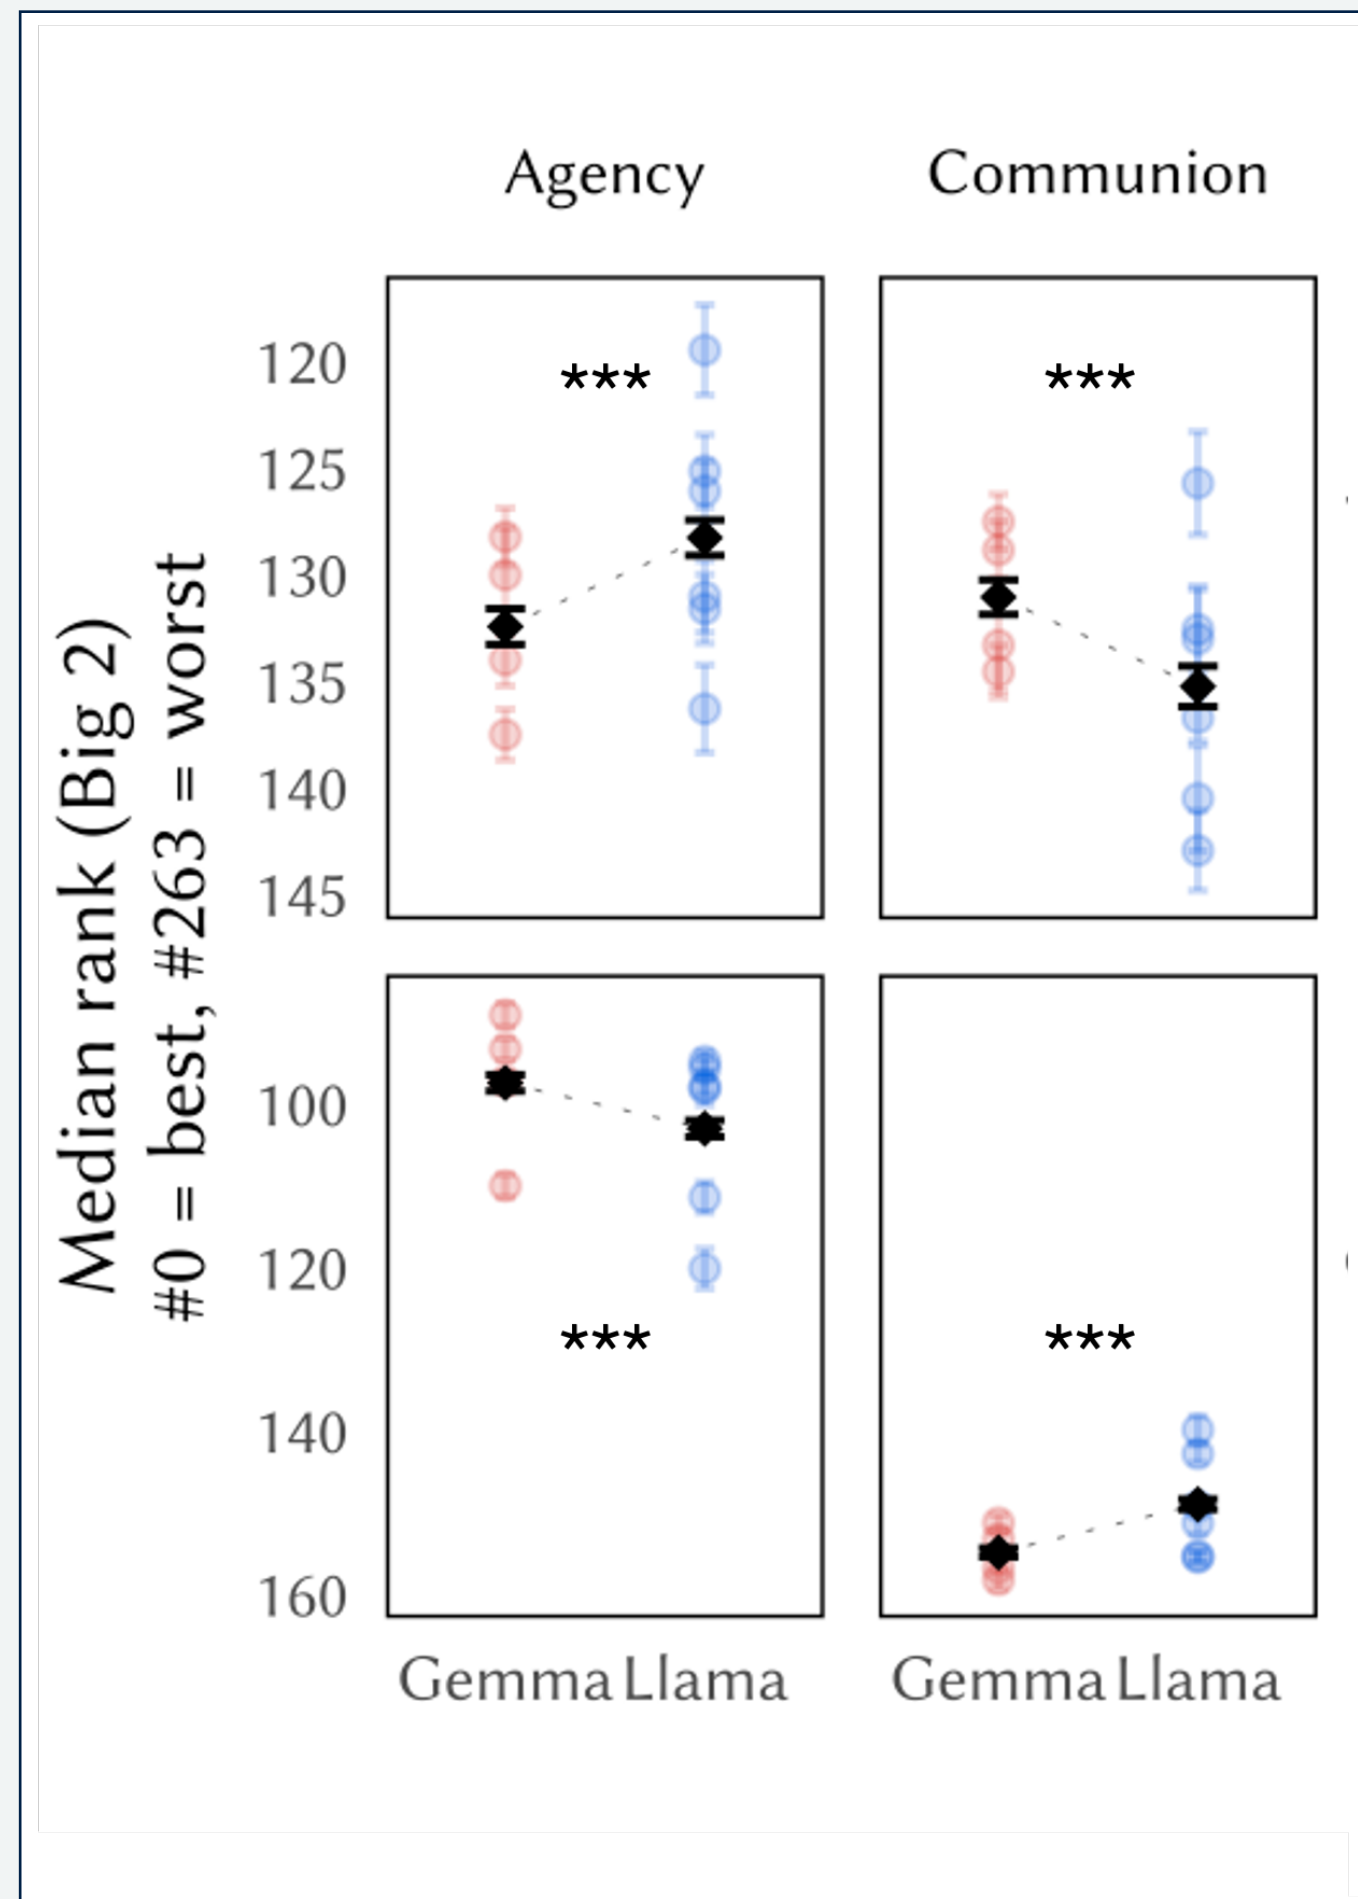 Agency
Communion
Median rank (Big 2)
#0 = best, #263 = worst
120
125
130
135
140
145
***
***
100
120
140
160
***
***
Gemma Llama
Gemma Llama